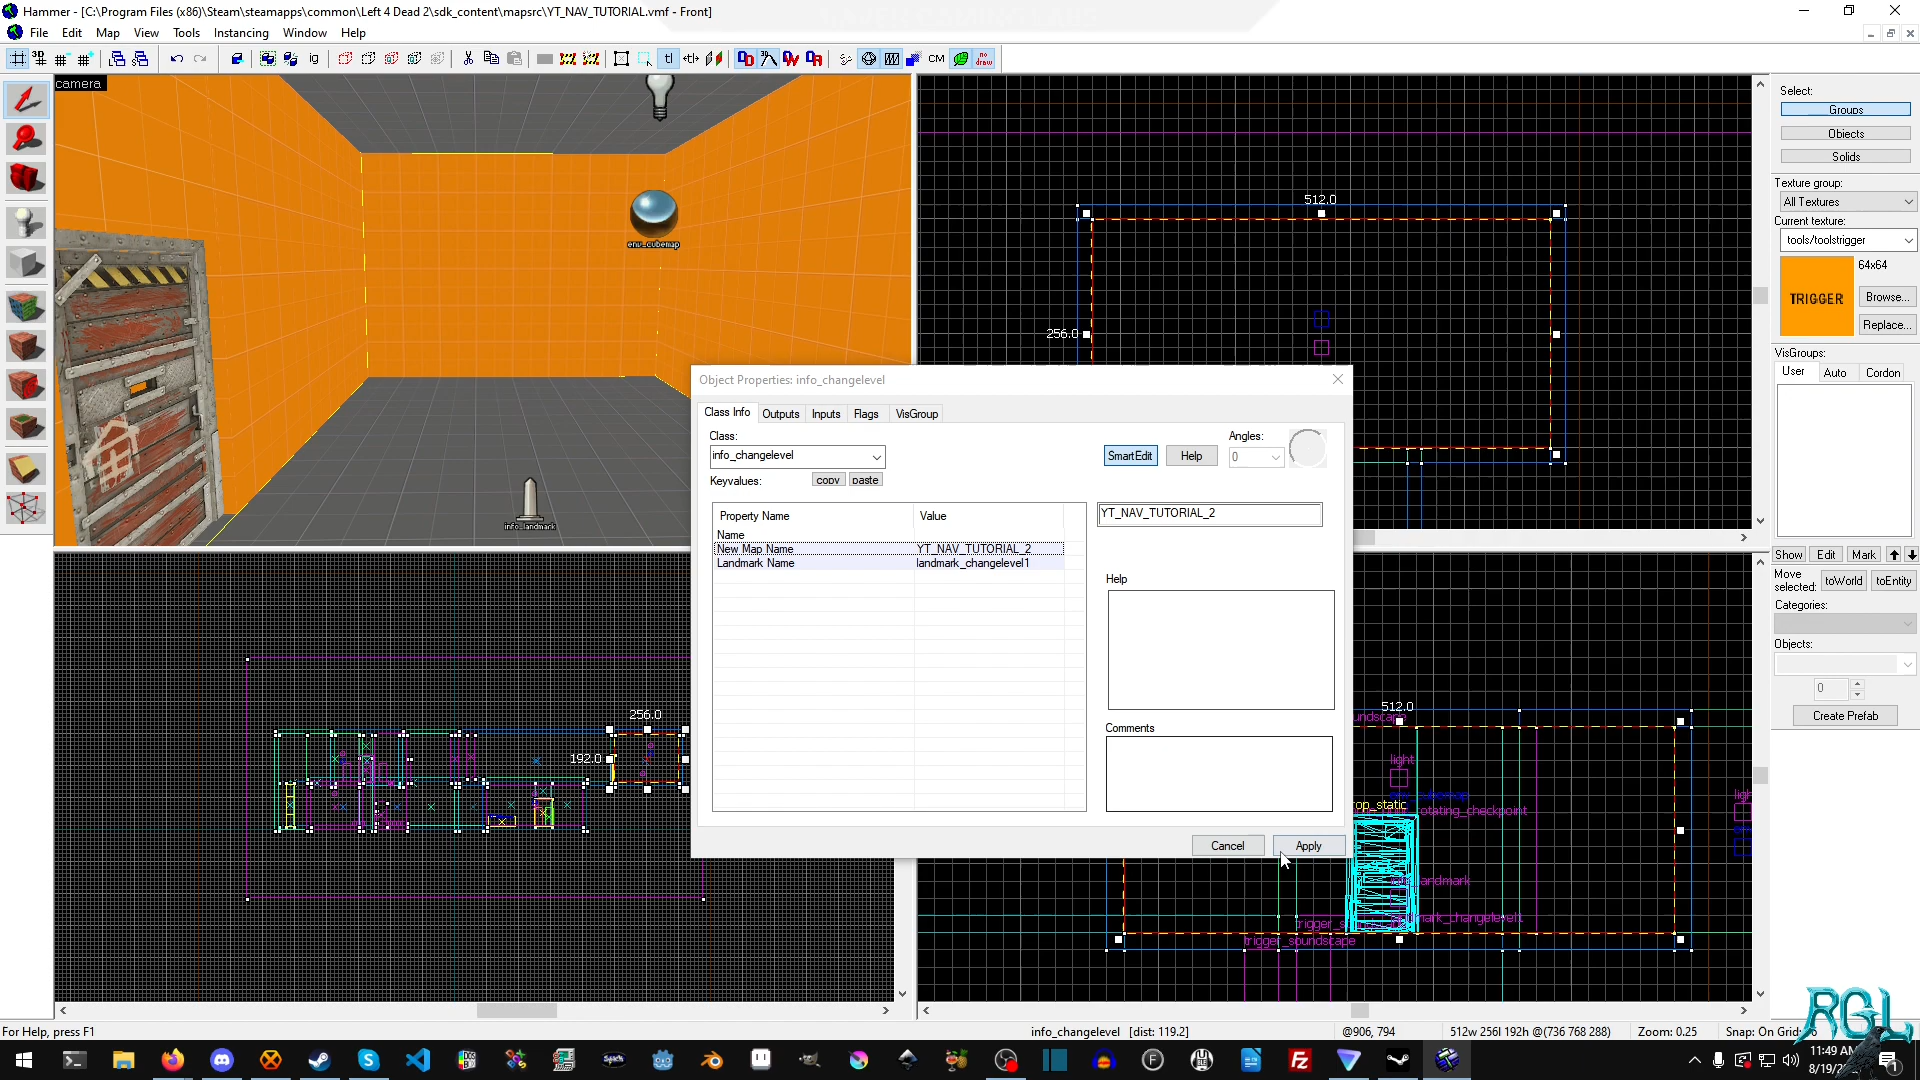 Hammer - [C:\Program Files (x86)\Steam\steamapps\common\Left 4 Dead 2\sdk_content\mapsrc\YT_NAV_TUTORIAL.vmf - Front]
File Edit Map View Tools Instancing Window Help
camera
env_cubemap
info_landmark
512.0
256.0
Select:
Groups
Objects
Solids
Texture group:
All Textures
Current texture:
tools/toolstrigger
64x64
TRIGGER
Browse...
Replace...
VisGroups:
User Auto Cordon
Show Edit Mark
Move selected: toWorld toEntity
Categories:
Objects:
0
Create Prefab
Object Properties: info_changelevel
Class Info Outputs Inputs Flags VisGroup
Class:
info_changelevel
SmartEdit Help
Angles:
0
Keyvalues: copy paste
Property Name Value
YT_NAV_TUTORIAL_2
Name
New Map Name YT_NAV_TUTORIAL_2
Landmark Name landmark_changelevel1
Help
Comments
Cancel Apply
256.0
192.0
512.0
light
trigger_soundscape
For Help, press F1
info_changelevel [dist: 119.2]
@906, 794
512w 256l 192h @(736 768 288)
Zoom: 0.25
Snap: On Grid:
RGL
11:49 AM